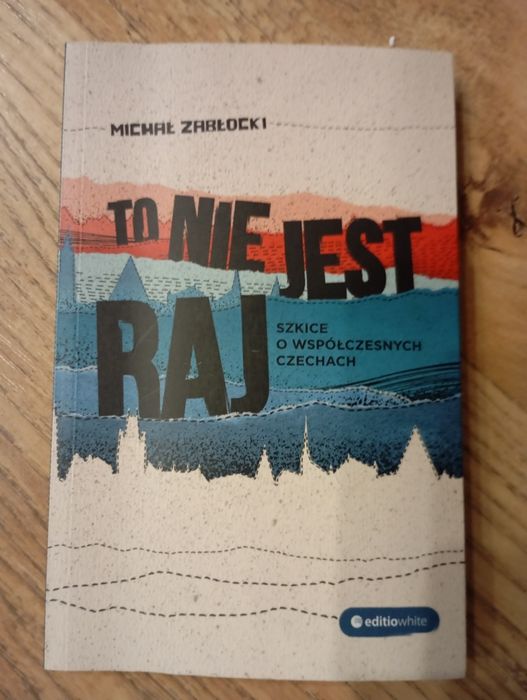 MICHAŁ ZABŁOCKI
TO NIE JEST
RAJ
SZKICE
O WSPÓŁCZESNYCH
CZECHACH
editiowhite